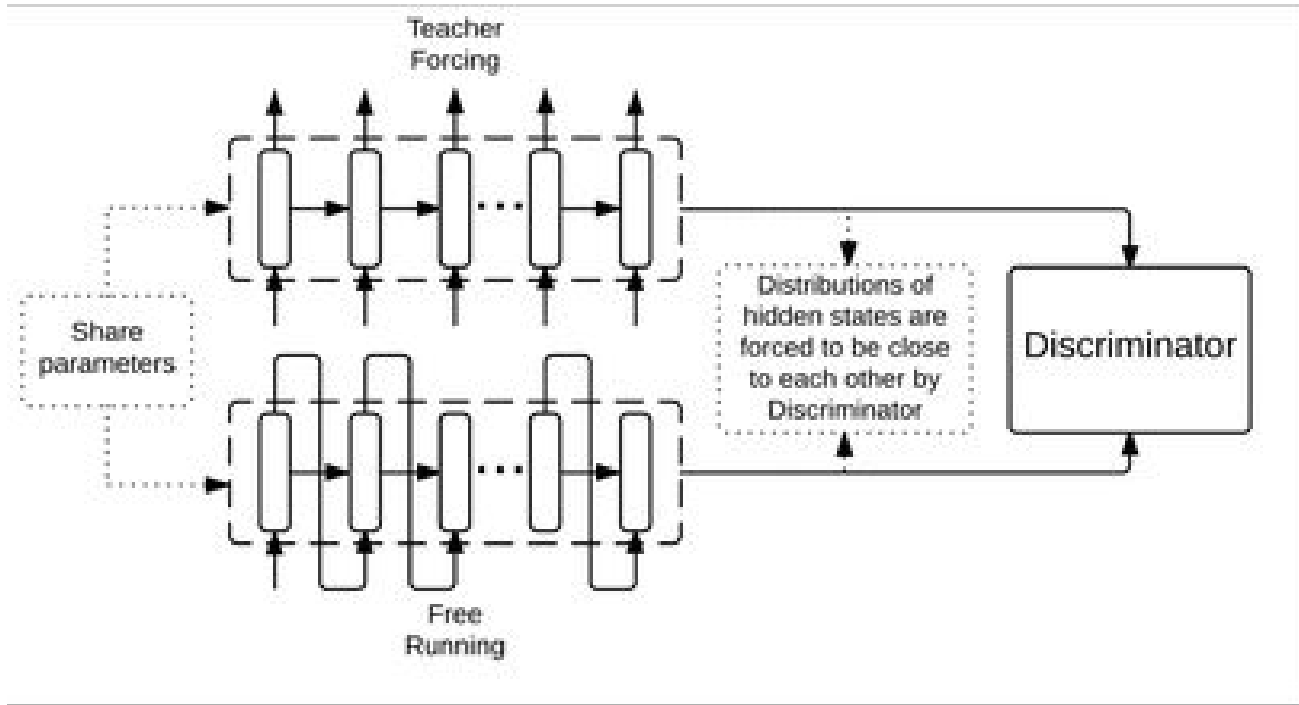 Teacher
Forcing
Share
parameters
Distributions of
hidden states are
forced to be close
to each other by
Discriminator
Discriminator
Free
Running